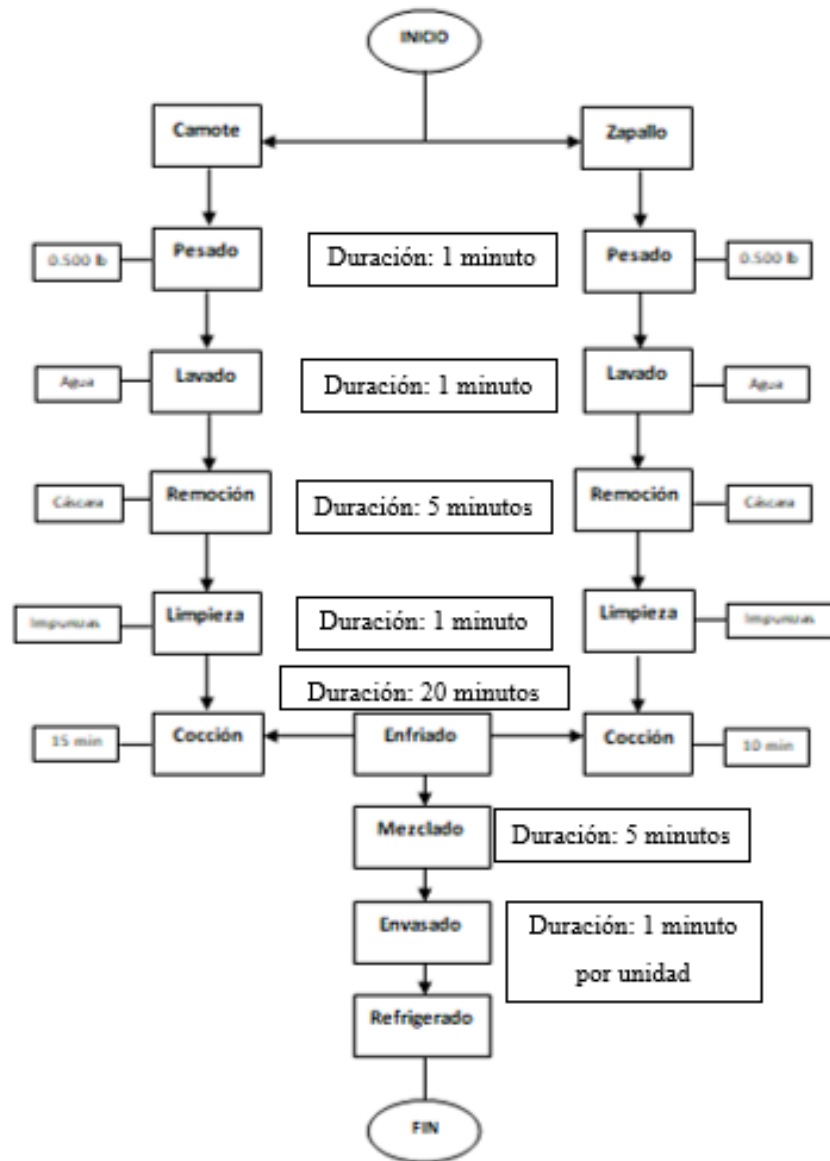 INICIO
Camote
Zapallo
0.500 lb
Pesado
Duración: 1 minuto
Pesado
0.500 lb
Agua
Lavado
Duración: 1 minuto
Lavado
Agua
Cáscara
Remoción
Duración: 5 minutos
Remoción
Cáscara
Impurezas
Limpieza
Duración: 1 minuto
Limpieza
Impurezas
Duración: 20 minutos
15 min
Cocción
Enfriado
Cocción
10 min
Mezclado
Duración: 5 minutos
Envasado
Duración: 1 minuto
por unidad
Refrigerado
FIN